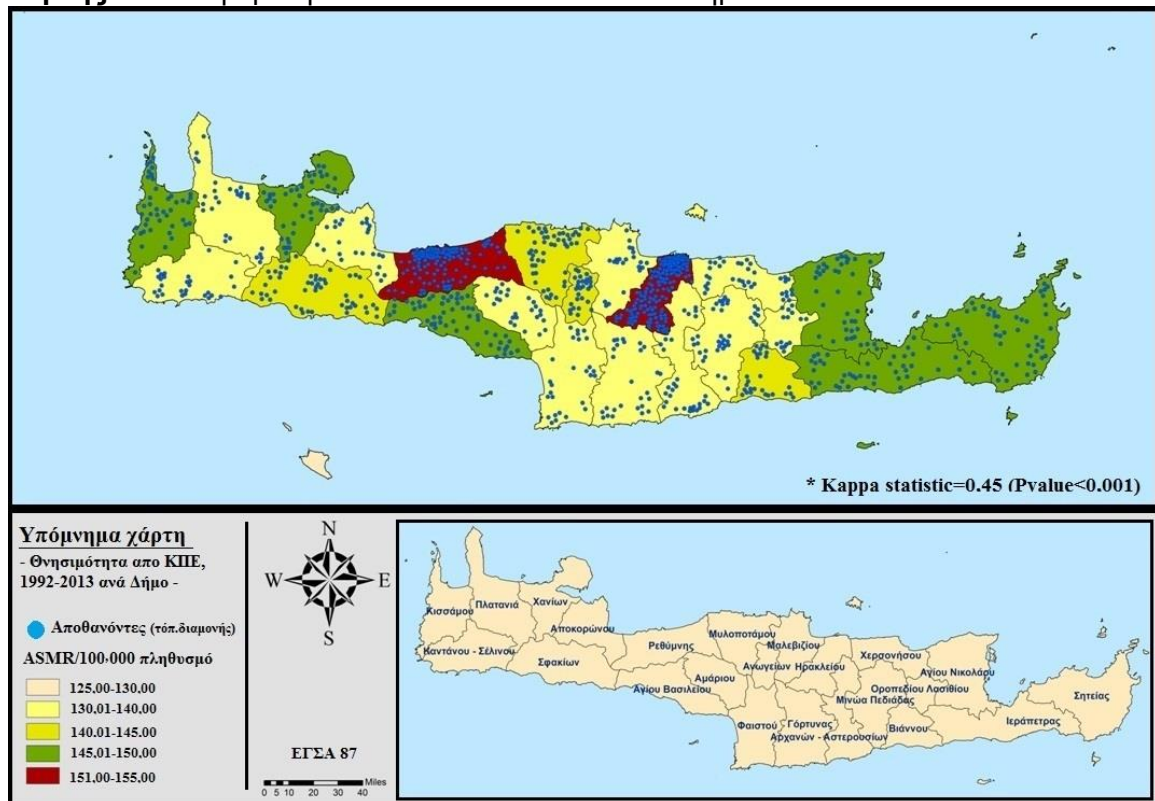 * Kappa statistic=0.45 (Pvalue<0.001)
Υπόμνημα χάρτη
- Θνησιμότητα απο ΚΠΕ,
1992-2013 ανά Δήμο -
Αποθανόντες (τόπ.διαμονής)
ASMR/100.000 πληθυσμό
125,00-130,00
130,01-140,00
140,01-145,00
145,01-150,00
151,00-155,00
N
W E
S
ΕΓΣΑ 87
Miles
0 5 10 20 30 40
Κισσάμου
Πλατανιά
Χανίων
Αποκορώνου
Καντάνου - Σέλινου
Σφακίων
Ρεθύμνης
Μυλοποτάμου
Μαλεβιζίου
Ανωγείων
Ηρακλείου
Χερσονήσου
Αγίου Νικολάου
Αμάριου
Αγίου Βασιλείου
Οροπεδίου Λασιθίου
Μινώα Πεδιάδας
Σητείας
Φαιστού
Γόρτυνας
Αρχανών - Αστερουσίων
Βιάννου
Ιεράπετρας